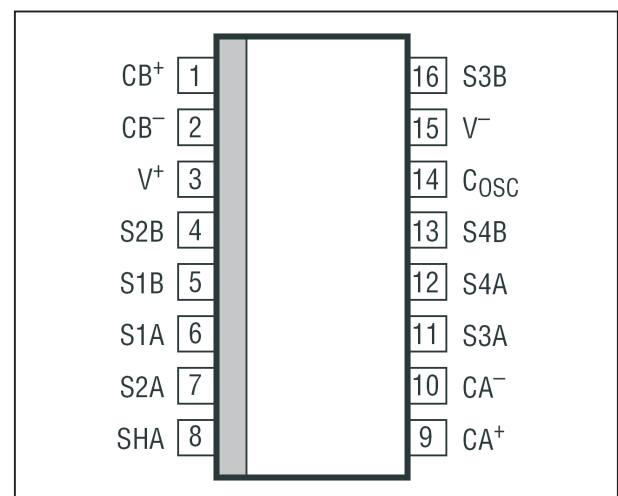 CB⁺ 1 16 S3B
CB⁻ 2 15 V⁻
V⁺ 3 14 C_OSC
S2B 4 13 S4B
S1B 5 12 S4A
S1A 6 11 S3A
S2A 7 10 CA⁻
SHA 8 9 CA⁺